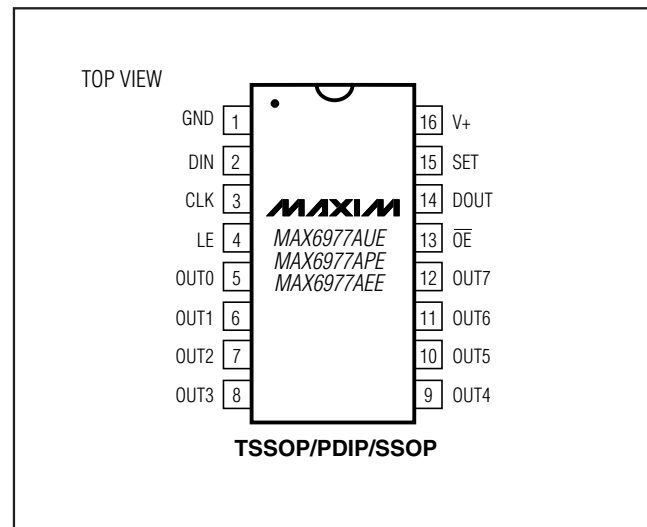 TOP VIEW
GND 1
DIN 2
CLK 3
LE 4
OUT0 5
OUT1 6
OUT2 7
OUT3 8
MAXIM
MAX6977AUE
MAX6977APE
MAX6977AEE
16 V+
15 SET
14 DOUT
13 O̅E̅
12 OUT7
11 OUT6
10 OUT5
9 OUT4
TSSOP/PDIP/SSOP